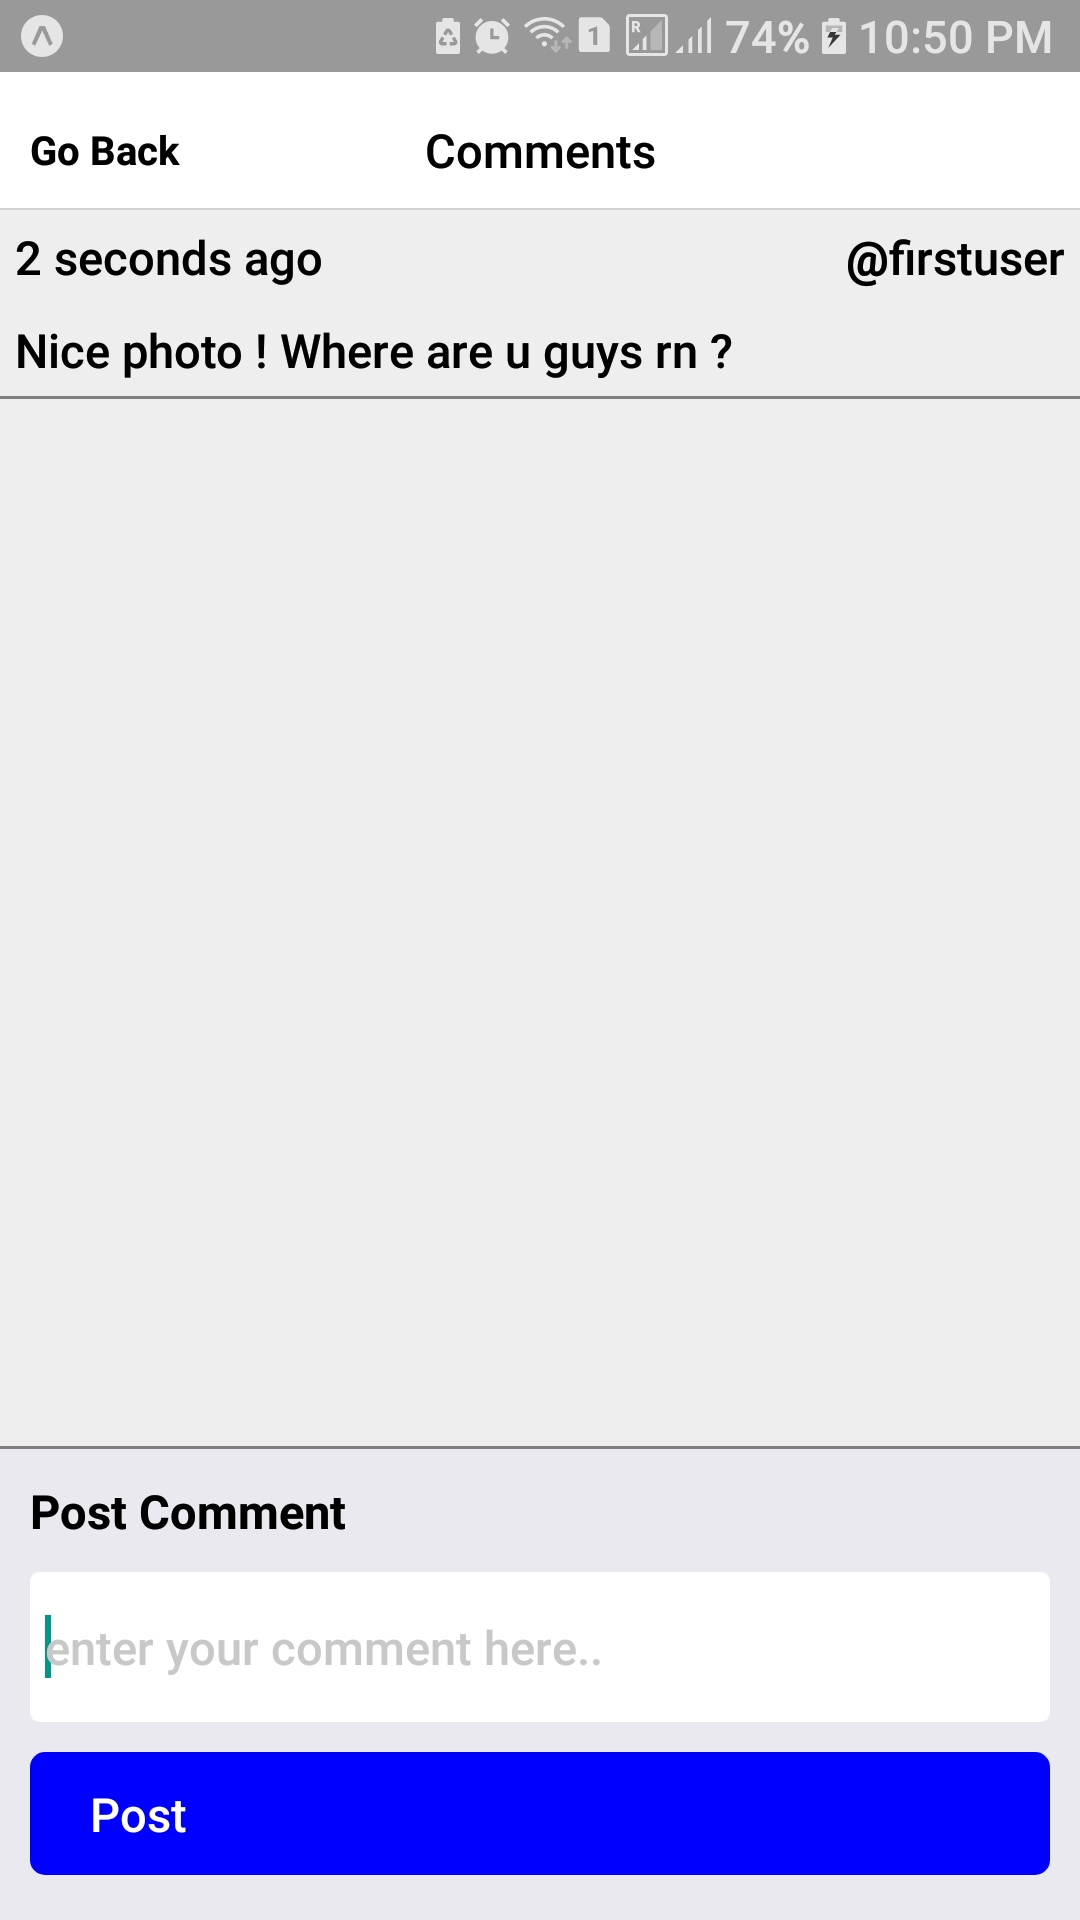 1 R 74% 10:50 PM
Go Back Comments
2 seconds ago @firstuser
Nice photo ! Where are u guys rn ?
Post Comment
enter your comment here..
Post